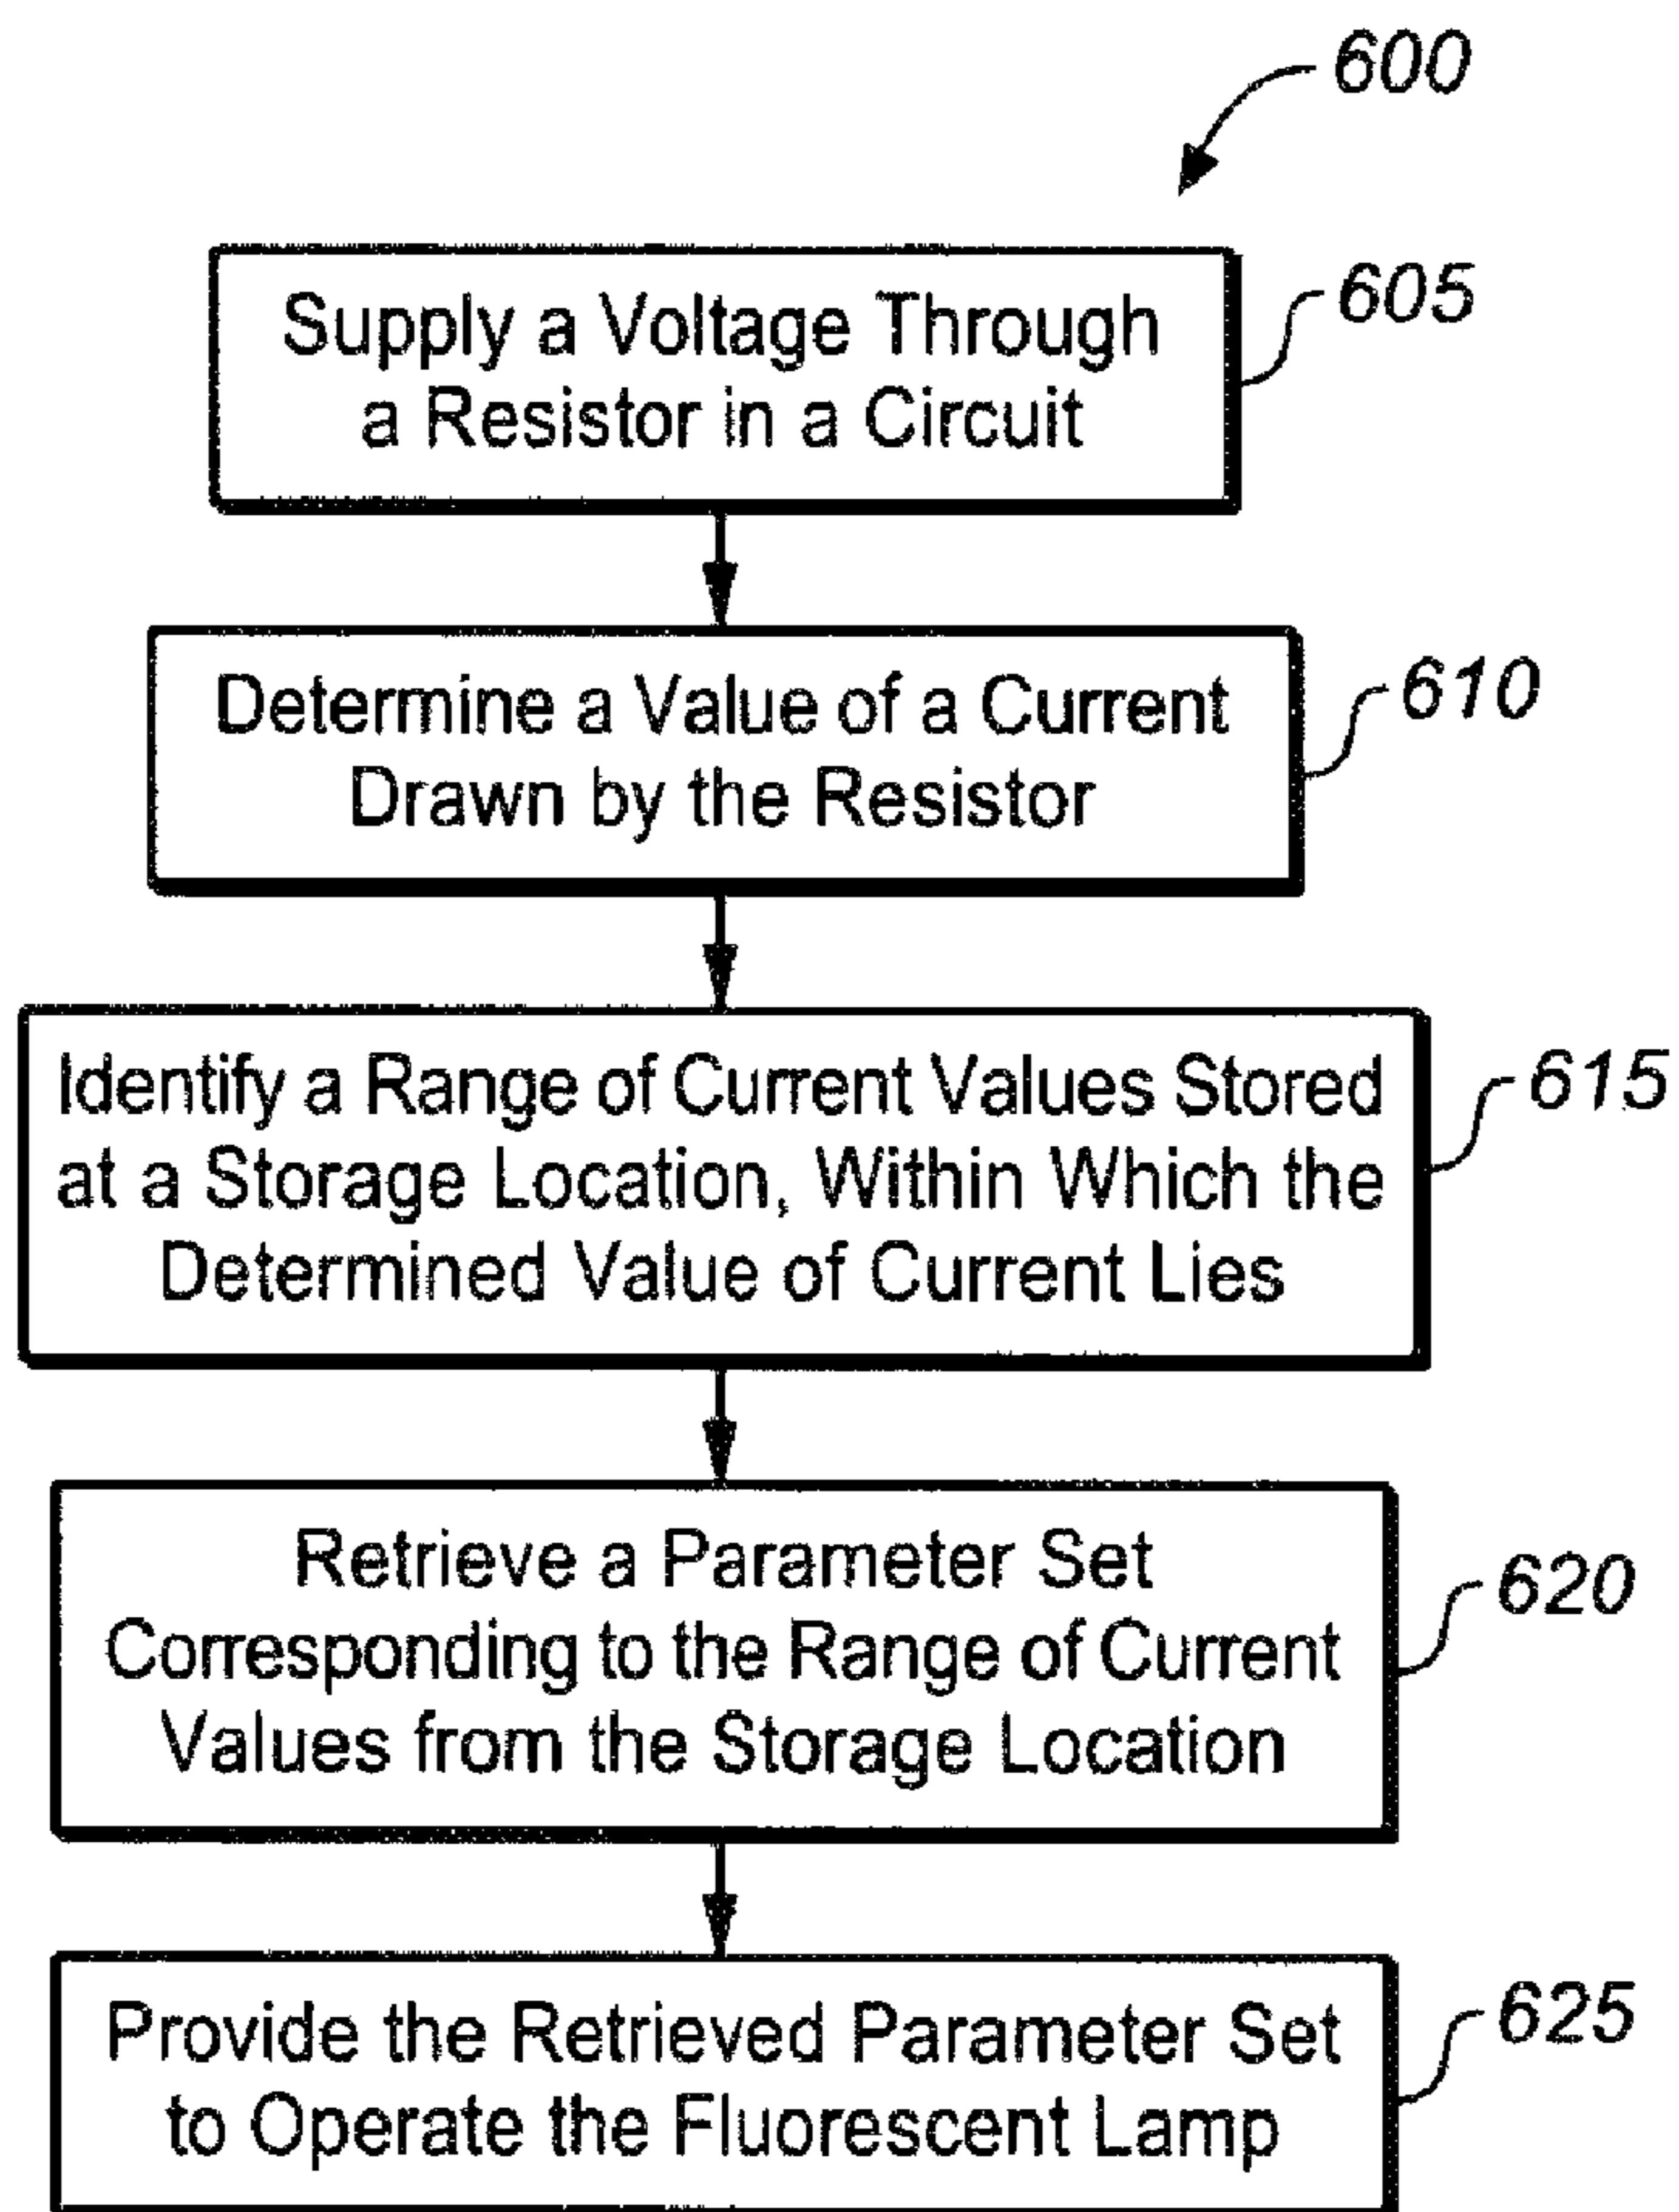 600
Supply a Voltage Through
a Resistor in a Circuit
605
Determine a Value of a Current
Drawn by the Resistor
610
Identify a Range of Current Values Stored
at a Storage Location, Within Which the
Determined Value of Current Lies
615
Retrieve a Parameter Set
Corresponding to the Range of Current
Values from the Storage Location
620
Provide the Retrieved Parameter Set
to Operate the Fluorescent Lamp
625